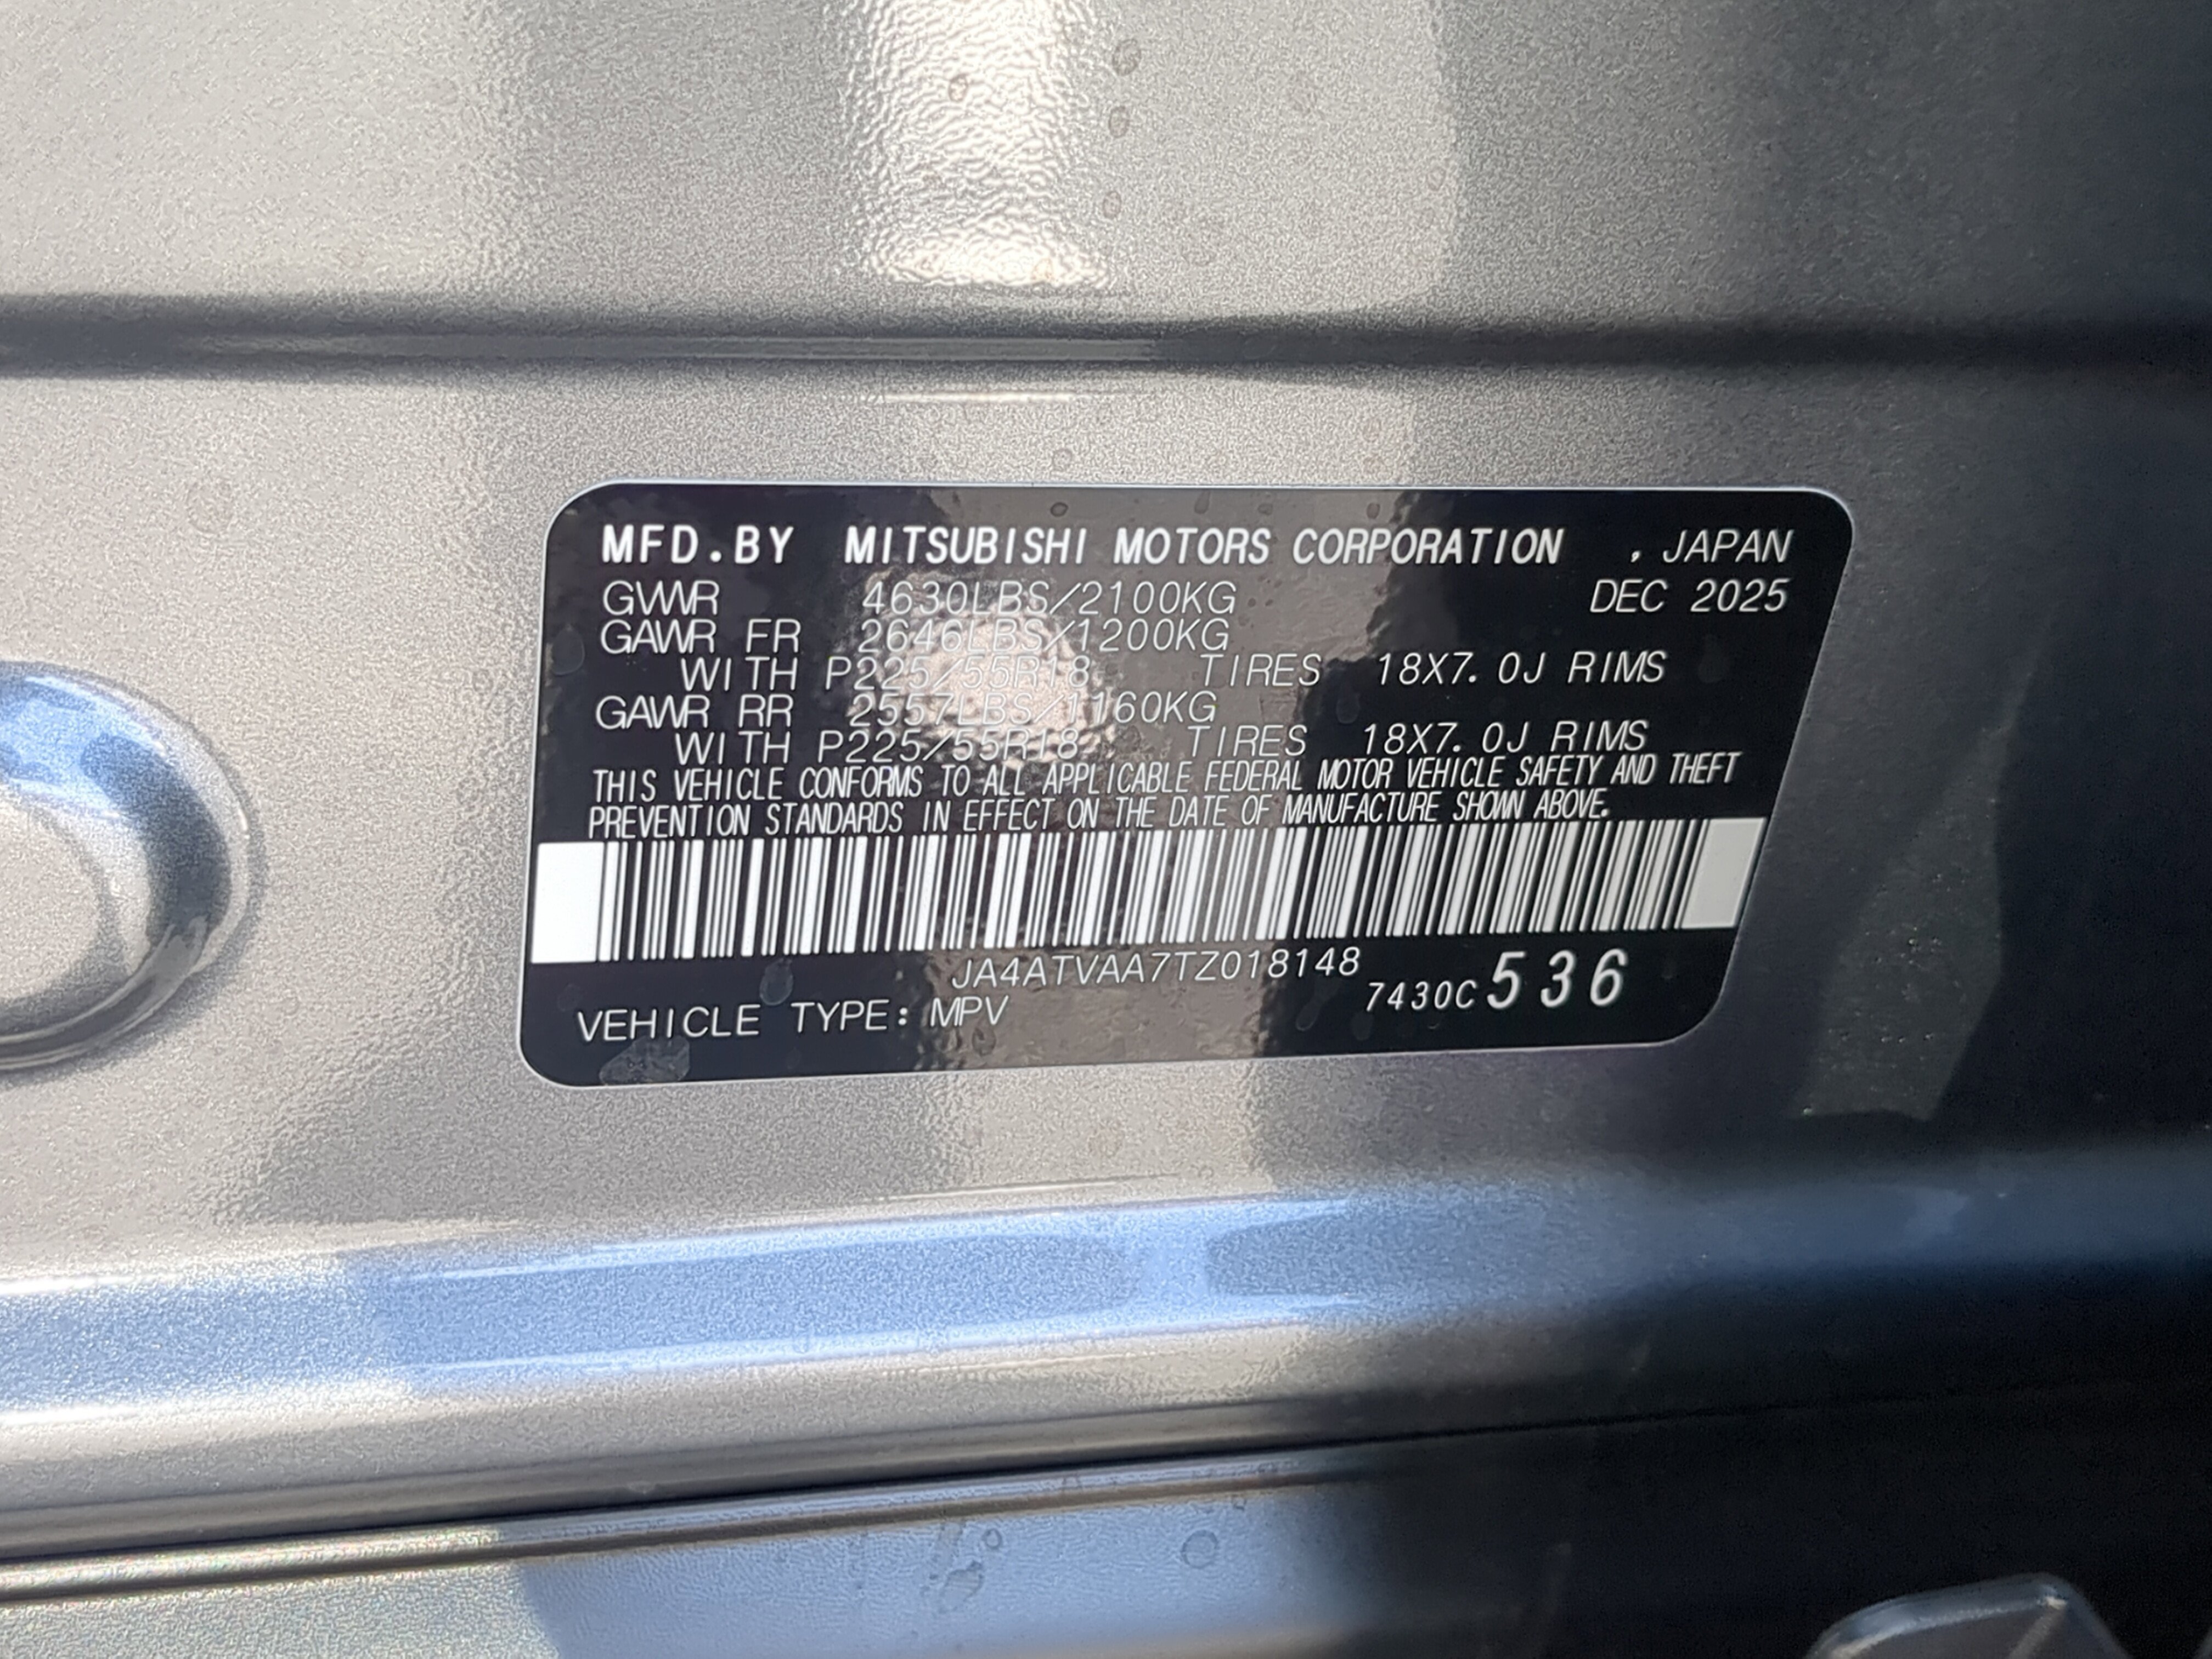 MFD.BY MITSUBISHI MOTORS CORPORATION , JAPAN
GVWR 4630LBS/2100KG DEC 2025
GAWR FR 2646LBS/1200KG
WITH P225/55R18 TIRES 18X7.0J RIMS
GAWR RR 2557LBS/1160KG
WITH P225/55R18 TIRES 18X7.0J RIMS
THIS VEHICLE CONFORMS TO ALL APPLICABLE FEDERAL MOTOR VEHICLE SAFETY AND THEFT
PREVENTION STANDARDS IN EFFECT ON THE DATE OF MANUFACTURE SHOWN ABOVE.
JA4ATVAA7TZ018148
VEHICLE TYPE: MPV 7430C536